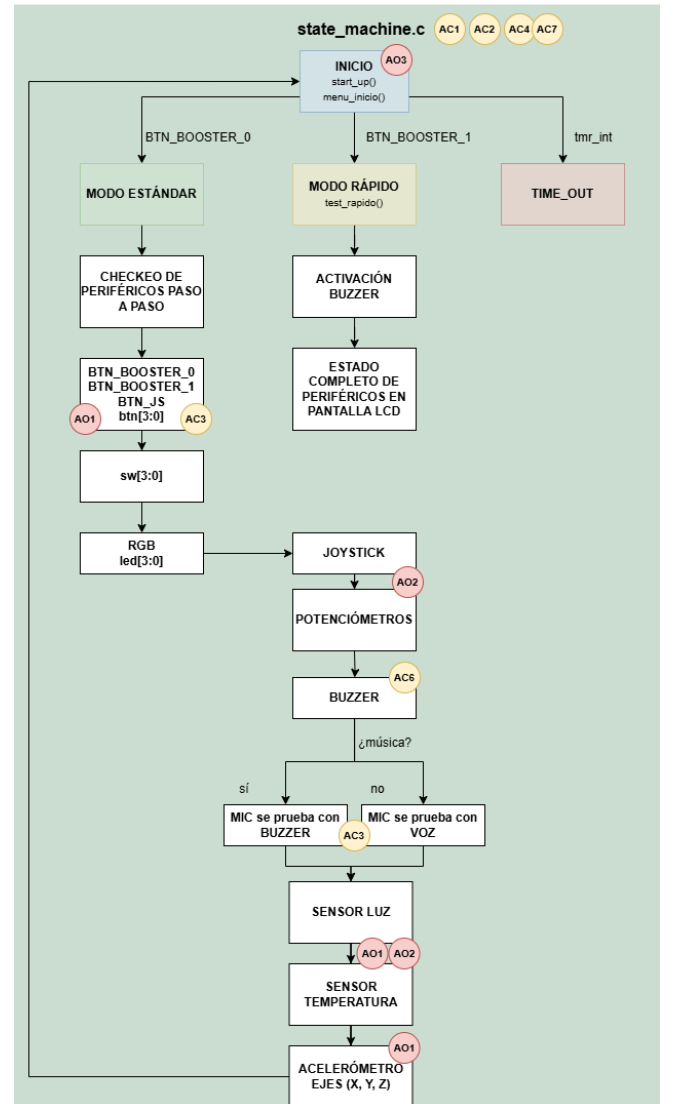 state_machine.c
AC1
AC2
AC4
AC7
INICIO
AO3
start_up()
menu_inicio()
BTN_BOOSTER_0
BTN_BOOSTER_1
tmr_int
MODO ESTÁNDAR
MODO RÁPIDO
test_rapido()
TIME_OUT
CHECKEO DE
PERIFÉRICOS PASO
A PASO
ACTIVACIÓN
BUZZER
BTN_BOOSTER_0
BTN_BOOSTER_1
BTN_JS
btn[3:0]
AO1
AC3
ESTADO
COMPLETO DE
PERIFÉRICOS EN
PANTALLA LCD
sw[3:0]
RGB
led[3:0]
JOYSTICK
AO2
POTENCIÓMETROS
AC6
BUZZER
¿música?
sí
no
MIC se prueba con
BUZZER
MIC se prueba con
VOZ
AC3
SENSOR LUZ
AO1
AO2
SENSOR
TEMPERATURA
AO1
ACELERÓMETRO
EJES (X, Y, Z)